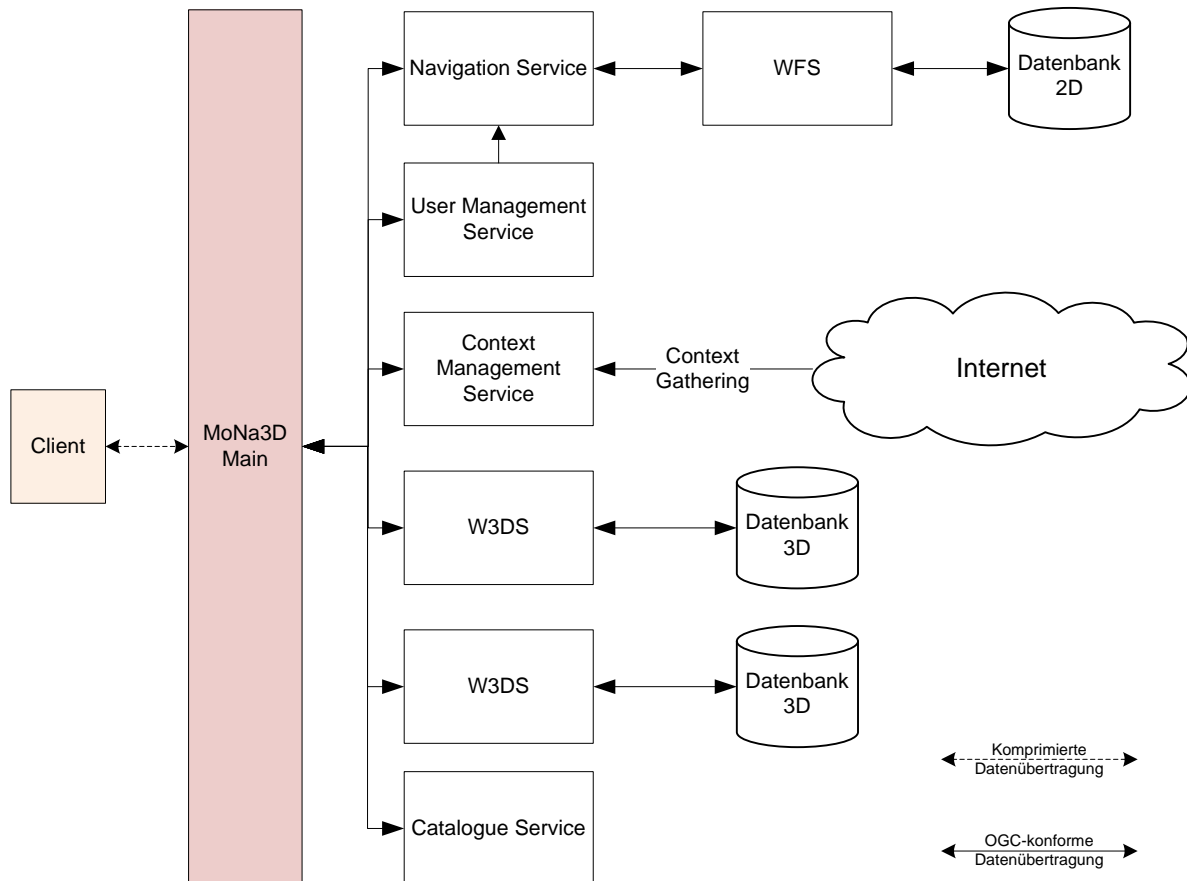 Navigation Service
WFS
Datenbank
2D
User Management
Service
Context
Management
Service
Context
Gathering
Internet
Client
MoNa3D
Main
W3DS
Datenbank
3D
W3DS
Datenbank
3D
Komprimierte
Datenübertragung
Catalogue Service
OGC-konforme
Datenübertragung